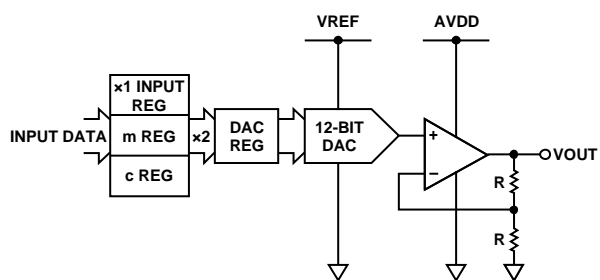 VREF
AVDD
×1 INPUT
REG
INPUT DATA
m REG
×2
DAC
REG
12-BIT
DAC
+
–
VOUT
R
c REG
R